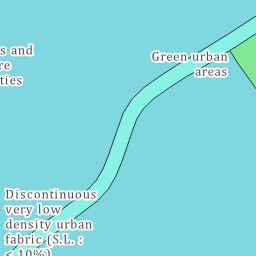 s and
re
ties
Green urban
areas
Discontinuous
very low
density urban
fabric (S.L. :
< 10%)